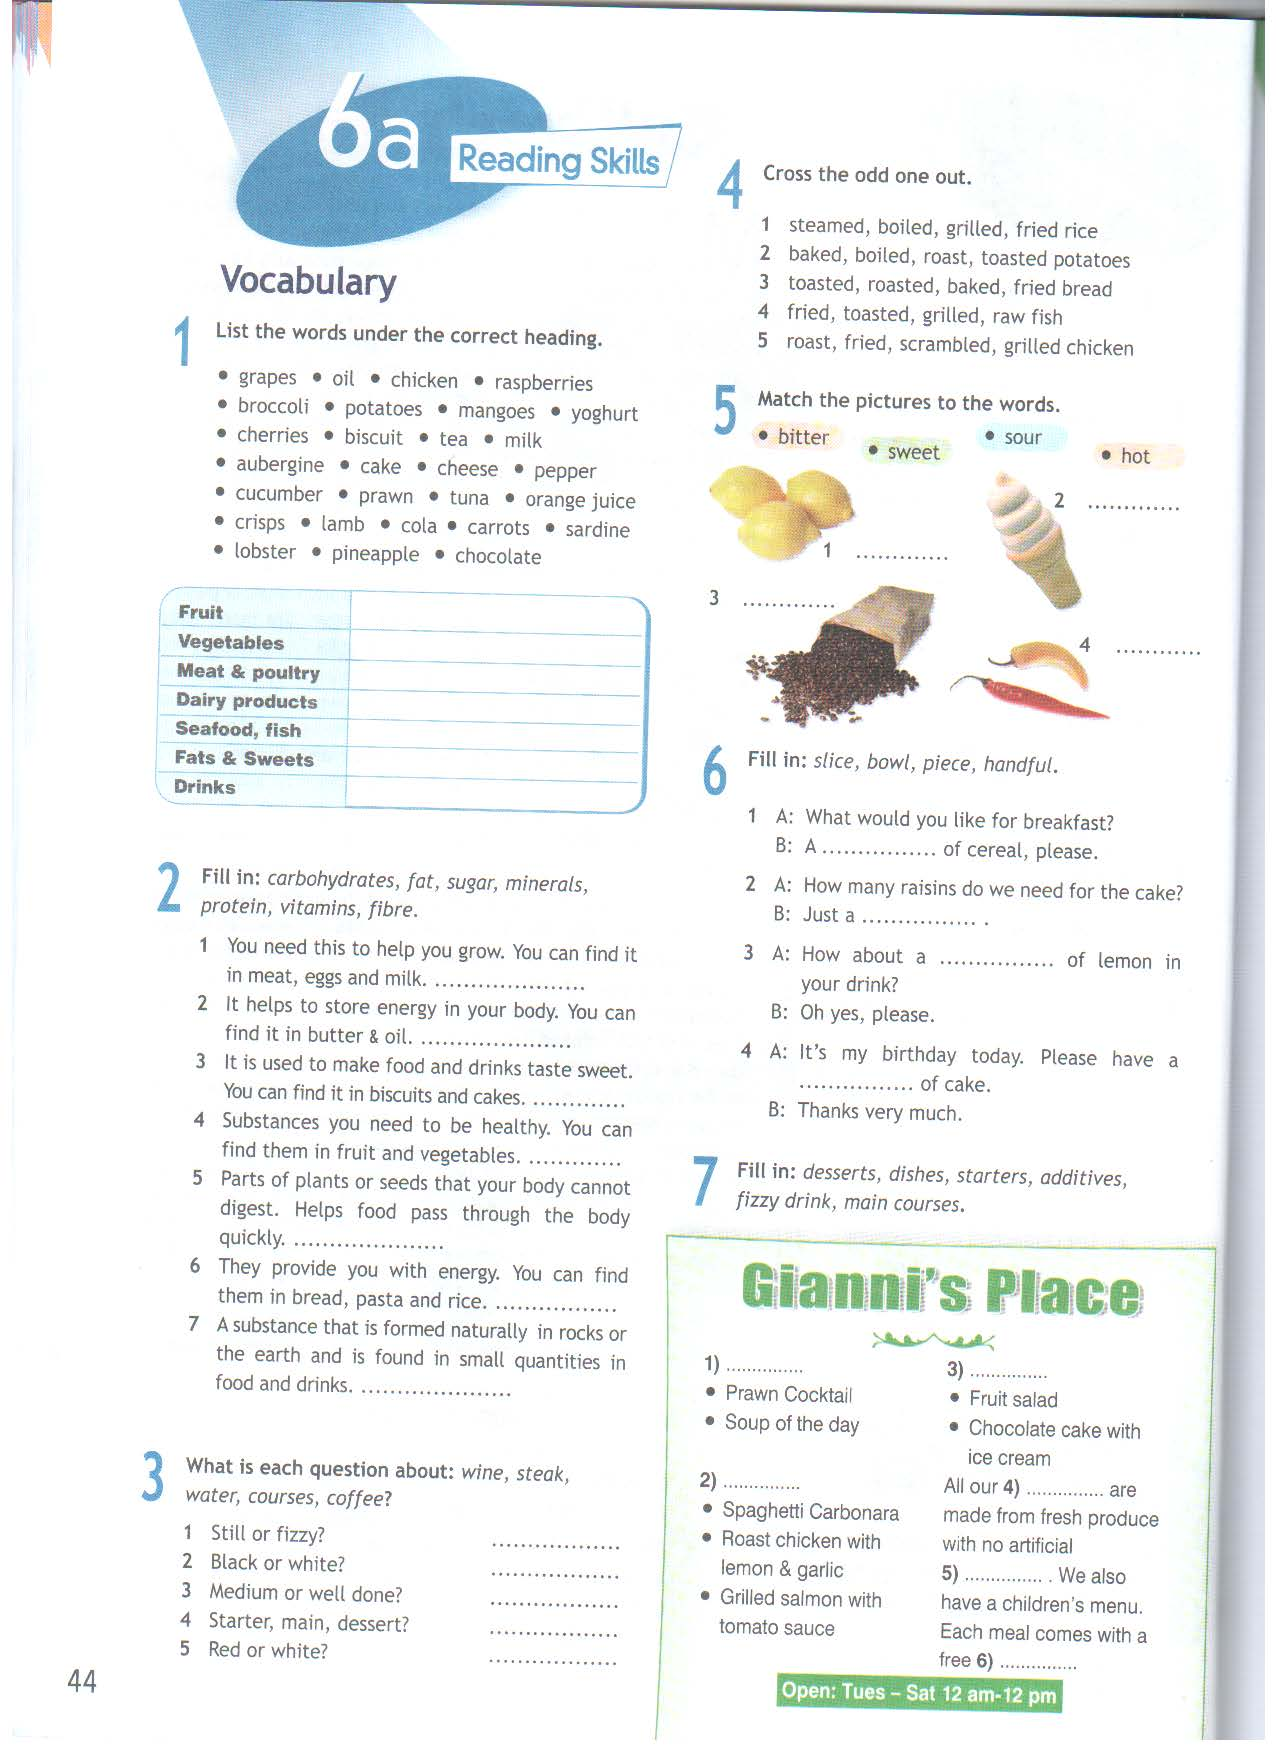 6a Reading Skills
Vocabulary
1 List the words under the correct heading.
• grapes • oil • chicken • raspberries
• broccoli • potatoes • mangoes • yoghurt
• cherries • biscuit • tea • milk
• aubergine • cake • cheese • pepper
• cucumber • prawn • tuna • orange juice
• crisps • lamb • cola • carrots • sardine
• lobster • pineapple • chocolate
Fruit
Vegetables
Meat & poultry
Dairy products
Seafood, fish
Fats & Sweets
Drinks
2 Fill in: carbohydrates, fat, sugar, minerals,
protein, vitamins, fibre.
1 You need this to help you grow. You can find it
in meat, eggs and milk. .....................
2 It helps to store energy in your body. You can
find it in butter & oil. .....................
3 It is used to make food and drinks taste sweet.
You can find it in biscuits and cakes. .............
4 Substances you need to be healthy. You can
find them in fruit and vegetables. .............
5 Parts of plants or seeds that your body cannot
digest. Helps food pass through the body
quickly. .....................
6 They provide you with energy. You can find
them in bread, pasta and rice. .................
7 A substance that is formed naturally in rocks or
the earth and is found in small quantities in
food and drinks. .....................
3 What is each question about: wine, steak,
water, courses, coffee?
1 Still or fizzy? ..................
2 Black or white? ..................
3 Medium or well done? ..................
4 Starter, main, dessert? ..................
5 Red or white? ..................
44
4 Cross the odd one out.
1 steamed, boiled, grilled, fried rice
2 baked, boiled, roast, toasted potatoes
3 toasted, roasted, baked, fried bread
4 fried, toasted, grilled, raw fish
5 roast, fried, scrambled, grilled chicken
5 Match the pictures to the words.
• bitter • sweet • sour • hot
1 .............
2 .............
3 .............
4 ............
6 Fill in: slice, bowl, piece, handful.
1 A: What would you like for breakfast?
B: A ................ of cereal, please.
2 A: How many raisins do we need for the cake?
B: Just a ................ .
3 A: How about a ................ of lemon in
your drink?
B: Oh yes, please.
4 A: It's my birthday today. Please have a
................ of cake.
B: Thanks very much.
7 Fill in: desserts, dishes, starters, additives,
fizzy drink, main courses.
Gianni's Place
1) ...............
• Prawn Cocktail
• Soup of the day
2) ...............
• Spaghetti Carbonara
• Roast chicken with
lemon & garlic
• Grilled salmon with
tomato sauce
3) ...............
• Fruit salad
• Chocolate cake with
ice cream
All our 4) ............... are
made from fresh produce
with no artificial
5) ............... . We also
have a children's menu.
Each meal comes with a
free 6) ...............
Open: Tues – Sat 12 am-12 pm